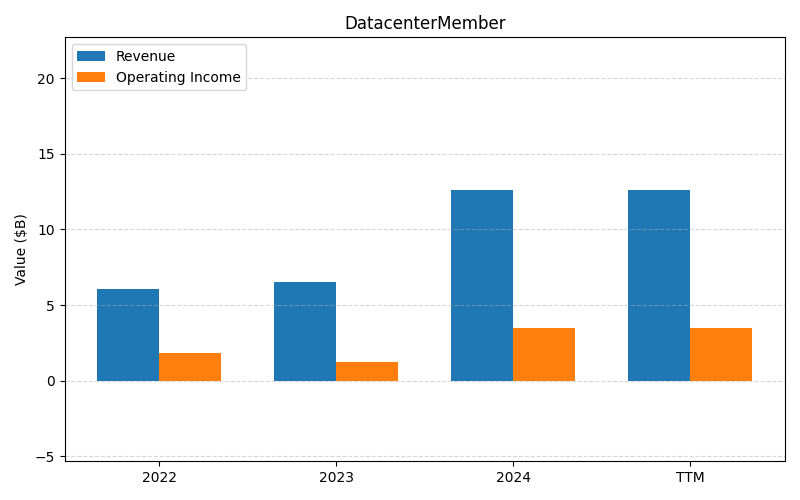 DatacenterMember
Revenue
Operating Income
Value ($B)
20
15
10
5
0
−5
2022 2023 2024 TTM